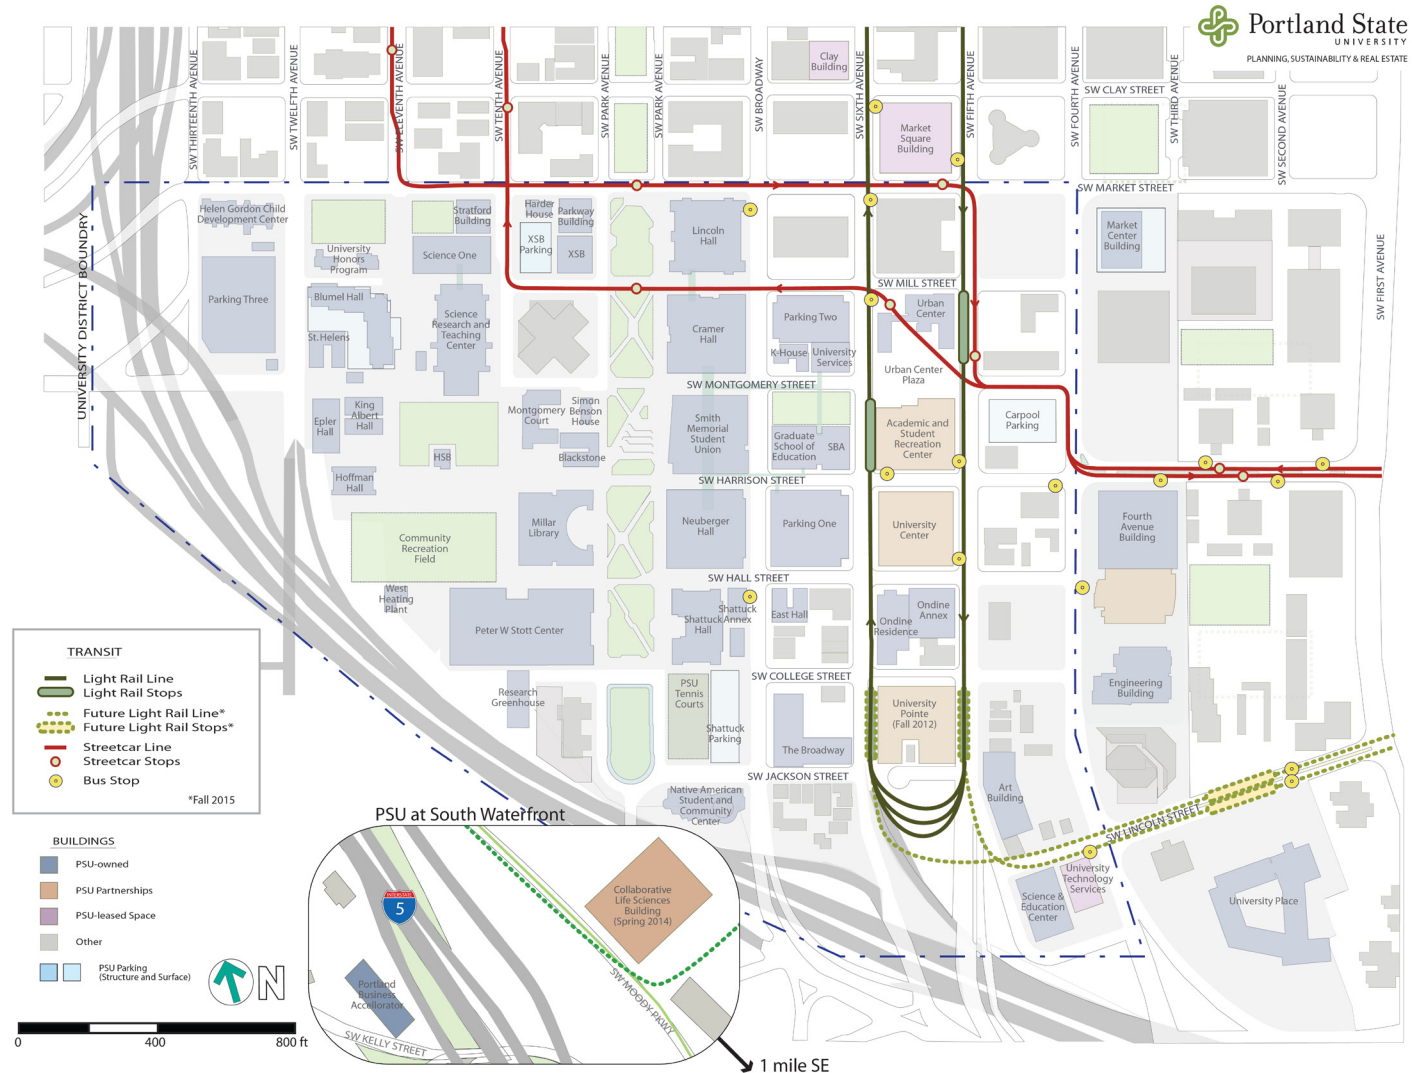 Portland State
UNIVERSITY
PLANNING, SUSTAINABILITY & REAL ESTATE
SW THIRTEENTH AVENUE
SW TWELFTH AVENUE
SW ELEVENTH AVENUE
SW TENTH AVENUE
SW PARK AVENUE
SW PARK AVENUE
SW BROADWAY
SW SIXTH AVENUE
SW FIFTH AVENUE
SW FOURTH AVENUE
SW THIRD AVENUE
SW SECOND AVENUE
SW FIRST AVENUE
Clay
Building
SW CLAY STREET
Market
Square
Building
SW MARKET STREET
UNIVERSITY DISTRICT BOUNDRY
Helen Gordon Child
Development Center
Stratford
Building
Harder
House
Parkway
Building
University
Honors
Program
Science One
XSB
Parking
XSB
Lincoln
Hall
Market
Center
Building
SW MILL STREET
Parking Three
Blumel Hall
St.Helens
Science
Research and
Teaching
Center
Cramer
Hall
Parking Two
K-House
University
Services
Urban
Center
Urban Center
Plaza
SW MONTGOMERY STREET
Epler
Hall
King
Albert
Hall
HSB
Montgomery
Court
Simon
Benson
House
Blackstone
Smith
Memorial
Student
Union
Graduate
School of
Education
SBA
Academic and
Student
Recreation
Center
Carpool
Parking
Hoffman
Hall
SW HARRISON STREET
Community
Recreation
Field
Millar
Library
Neuberger
Hall
Parking One
University
Center
Fourth
Avenue
Building
SW HALL STREET
West
Heating
Plant
Peter W Stott Center
Shattuck
Hall
Shattuck
Annex
East Hall
Ondine
Residence
Ondine
Annex
SW COLLEGE STREET
Engineering
Building
Research
Greenhouse
PSU
Tennis
Courts
Shattuck
Parking
The Broadway
University
Pointe
(Fall 2012)
SW JACKSON STREET
Native American
Student and
Community
Center
Art
Building
SW LINCOLN STREET
University
Technology
Services
Science &
Education
Center
University Place
TRANSIT
Light Rail Line
Light Rail Stops
Future Light Rail Line*
Future Light Rail Stops*
Streetcar Line
Streetcar Stops
Bus Stop
*Fall 2015
BUILDINGS
PSU-owned
PSU Partnerships
PSU-leased Space
Other
PSU Parking
(Structure and Surface)
N
0 400 800 ft
PSU at South Waterfront
INTERSTATE
5
Collaborative
Life Sciences
Building
(Spring 2014)
Portland
Business
Accellorator
SW MOODY PKWY
SW KELLY STREET
1 mile SE